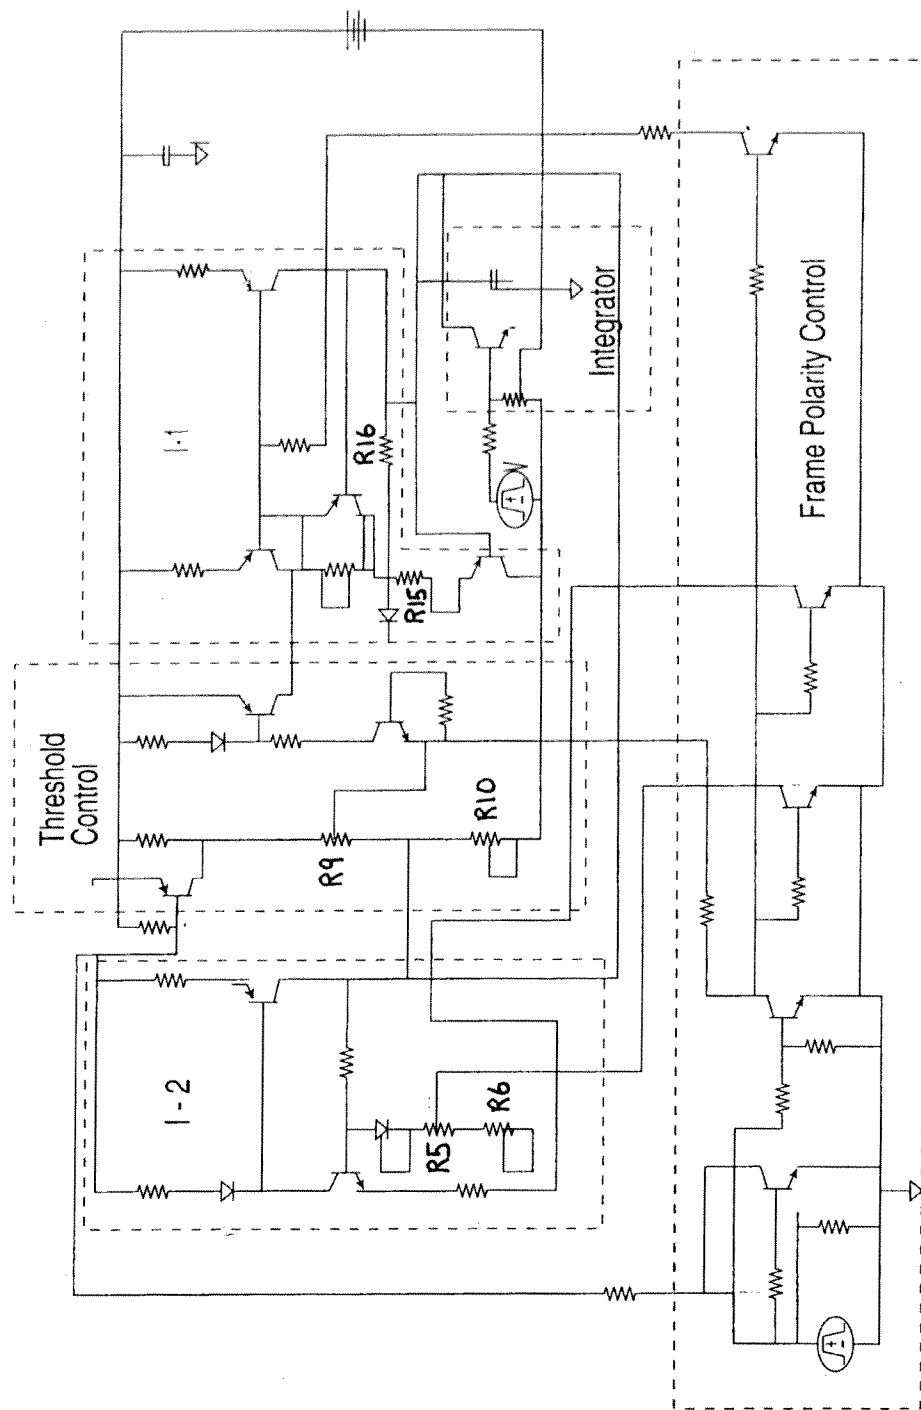 Threshold
Control
I-1
I-2
R16
R15
R9
R10
R5
R6
Integrator
V
Frame Polarity Control